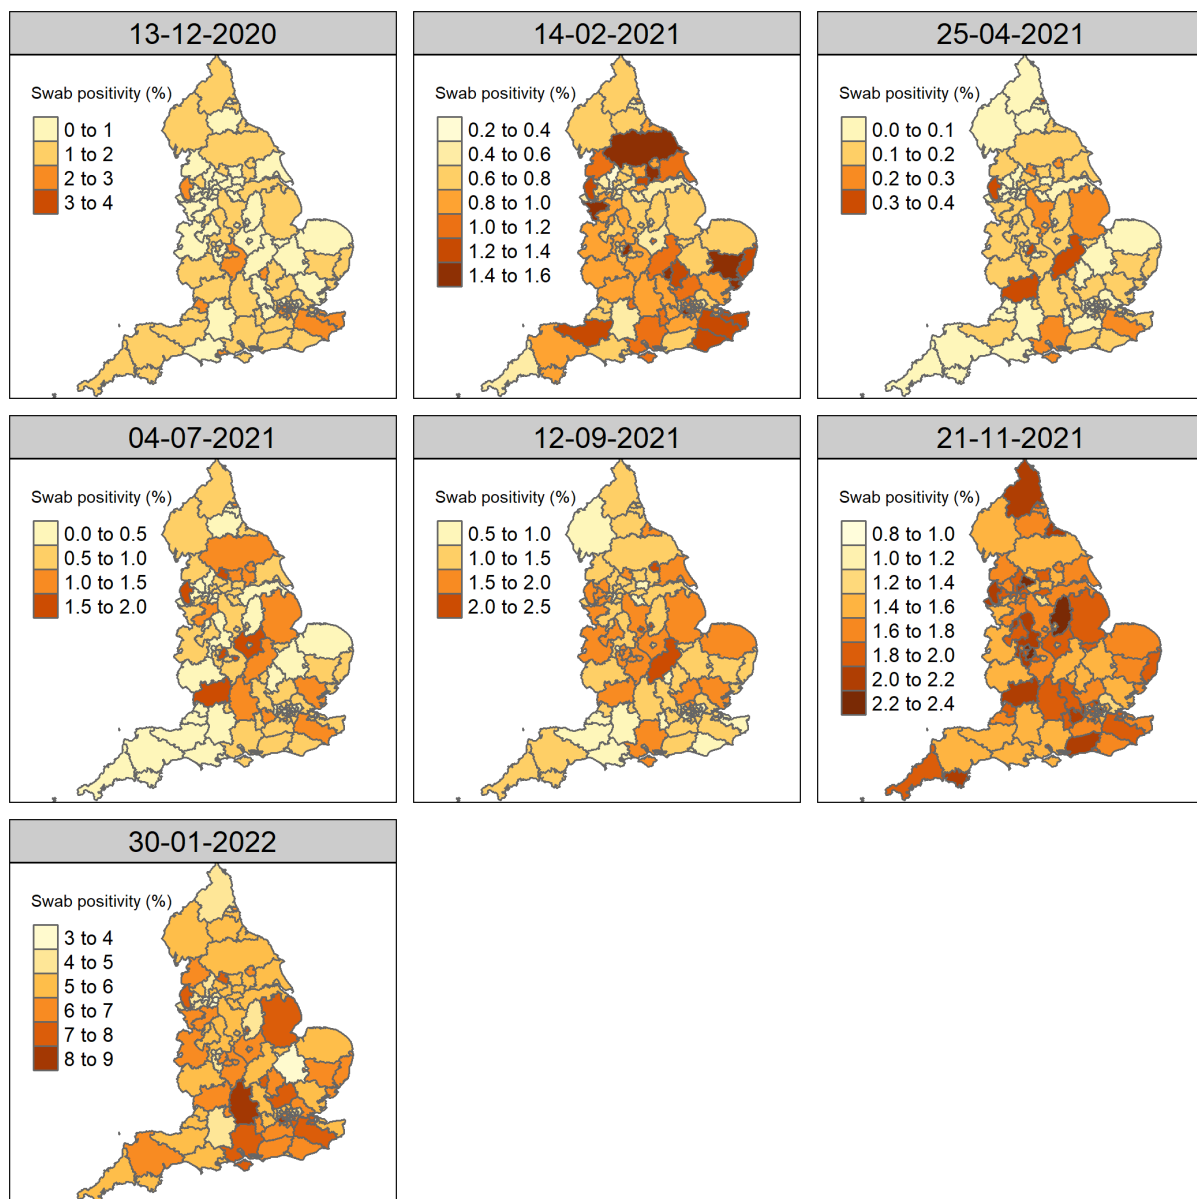 13-12-2020
Swab positivity (%)
0 to 1
1 to 2
2 to 3
3 to 4
14-02-2021
Swab positivity (%)
0.2 to 0.4
0.4 to 0.6
0.6 to 0.8
0.8 to 1.0
1.0 to 1.2
1.2 to 1.4
1.4 to 1.6
25-04-2021
Swab positivity (%)
0.0 to 0.1
0.1 to 0.2
0.2 to 0.3
0.3 to 0.4
04-07-2021
Swab positivity (%)
0.0 to 0.5
0.5 to 1.0
1.0 to 1.5
1.5 to 2.0
12-09-2021
Swab positivity (%)
0.5 to 1.0
1.0 to 1.5
1.5 to 2.0
2.0 to 2.5
21-11-2021
Swab positivity (%)
0.8 to 1.0
1.0 to 1.2
1.2 to 1.4
1.4 to 1.6
1.6 to 1.8
1.8 to 2.0
2.0 to 2.2
2.2 to 2.4
30-01-2022
Swab positivity (%)
3 to 4
4 to 5
5 to 6
6 to 7
7 to 8
8 to 9